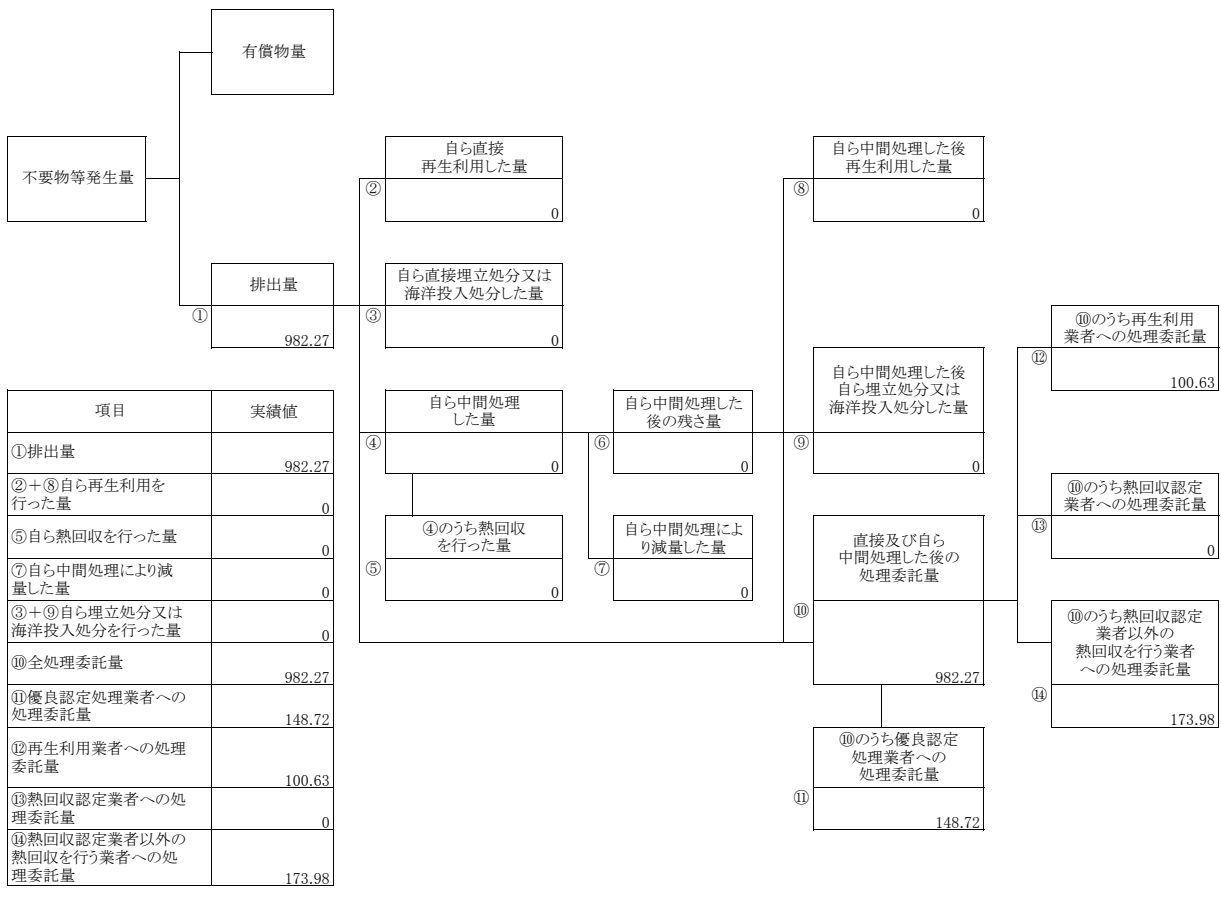 有償物量
不要物等発生量
自ら直接
再生利用した量
②
0
自ら中間処理した後
再生利用した量
⑧
0
排出量
①
982.27
自ら直接埋立処分又は
海洋投入処分した量
③
0
自ら中間処理
した量
④
0
自ら中間処理した
後の残さ量
⑥
0
自ら中間処理した後
自ら埋立処分又は
海洋投入処分した量
⑨
0
⑩のうち再生利用
業者への処理委託量
⑫
100.63
④のうち熱回収
を行った量
⑤
0
自ら中間処理によ
り減量した量
⑦
0
直接及び自ら
中間処理した後の
処理委託量
⑩
982.27
⑩のうち熱回収認定
業者への処理委託量
⑬
0
⑩のうち熱回収認定
業者以外の
熱回収を行う業者
への処理委託量
⑭
173.98
⑩のうち優良認定
処理業者への
処理委託量
⑪
148.72
項目 実績値
①排出量
982.27
②＋⑧自ら再生利用を
行った量
0
⑤自ら熱回収を行った量
0
⑦自ら中間処理により減
量した量
0
③＋⑨自ら埋立処分又は
海洋投入処分を行った量
0
⑩全処理委託量
982.27
⑪優良認定処理業者への
処理委託量
148.72
⑫再生利用業者への処理
委託量
100.63
⑬熱回収認定業者への処
理委託量
0
⑭熱回収認定業者以外の
熱回収を行う業者への処
理委託量
173.98